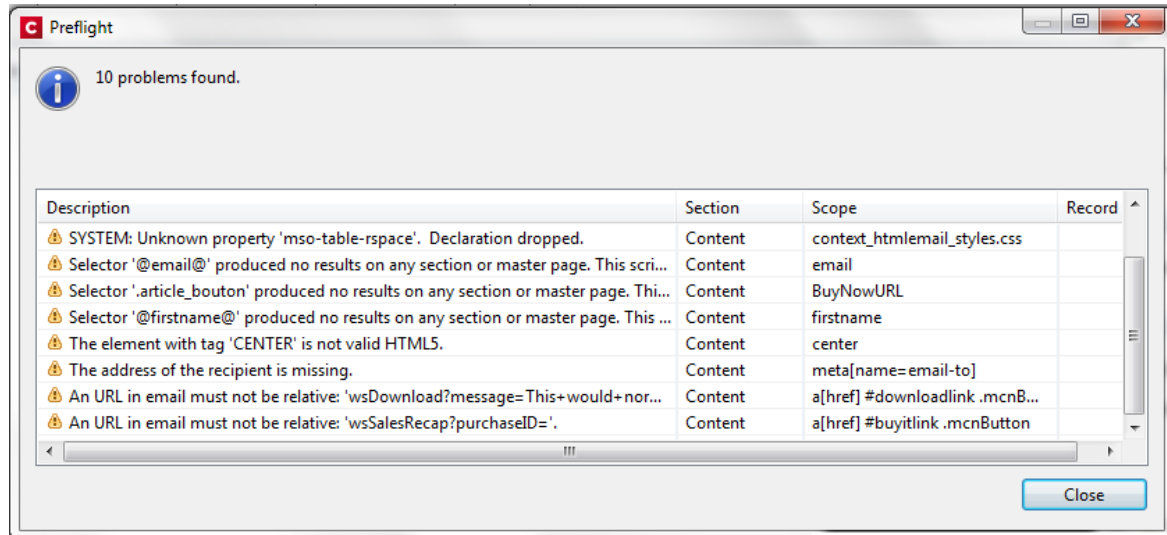 C Preflight
10 problems found.
Description Section Scope Record
SYSTEM: Unknown property 'mso-table-rspace'. Declaration dropped. Content context_htmlemail_styles.css
Selector '@email@' produced no results on any section or master page. This scri... Content email
Selector '.article_bouton' produced no results on any section or master page. Thi... Content BuyNowURL
Selector '@firstname@' produced no results on any section or master page. This ... Content firstname
The element with tag 'CENTER' is not valid HTML5. Content center
The address of the recipient is missing. Content meta[name=email-to]
An URL in email must not be relative: 'wsDownload?message=This+would+nor... Content a[href] #downloadlink .mcnB...
An URL in email must not be relative: 'wsSalesRecap?purchaseID='. Content a[href] #buyitlink .mcnButton
Close